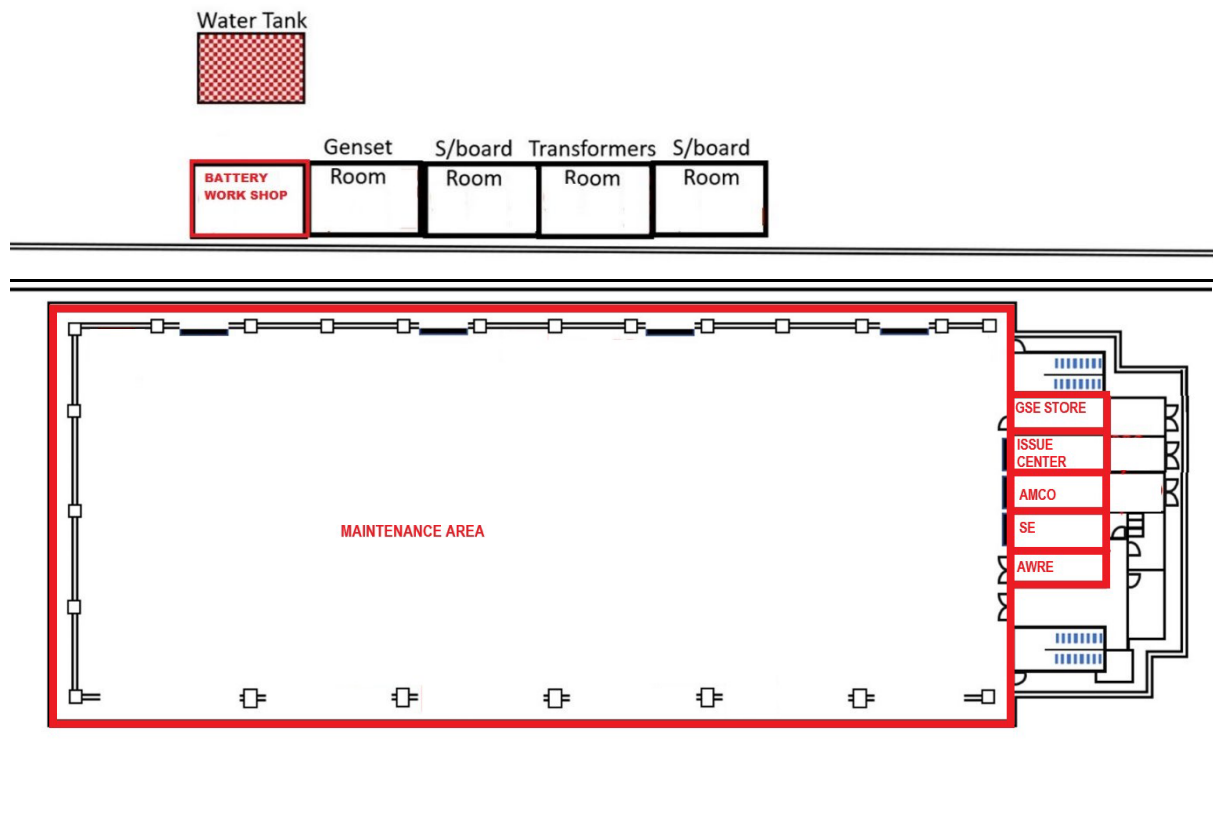 Water Tank
Genset
Room
S/board
Room
Transformers
Room
S/board
Room
BATTERY
WORK SHOP
GSE STORE
ISSUE
CENTER
AMCO
SE
AWRE
MAINTENANCE AREA